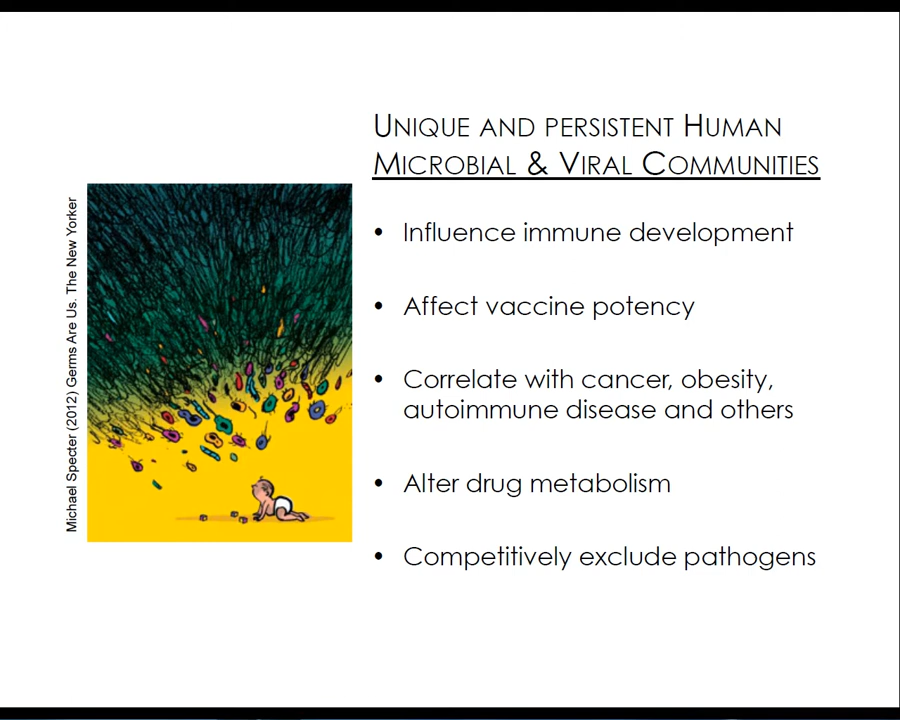 UNIQUE AND PERSISTENT HUMAN
MICROBIAL & VIRAL COMMUNITIES
• Influence immune development
• Affect vaccine potency
• Correlate with cancer, obesity,
autoimmune disease and others
• Alter drug metabolism
• Competitively exclude pathogens
Michael Specter (2012) Germs Are Us. The New Yorker